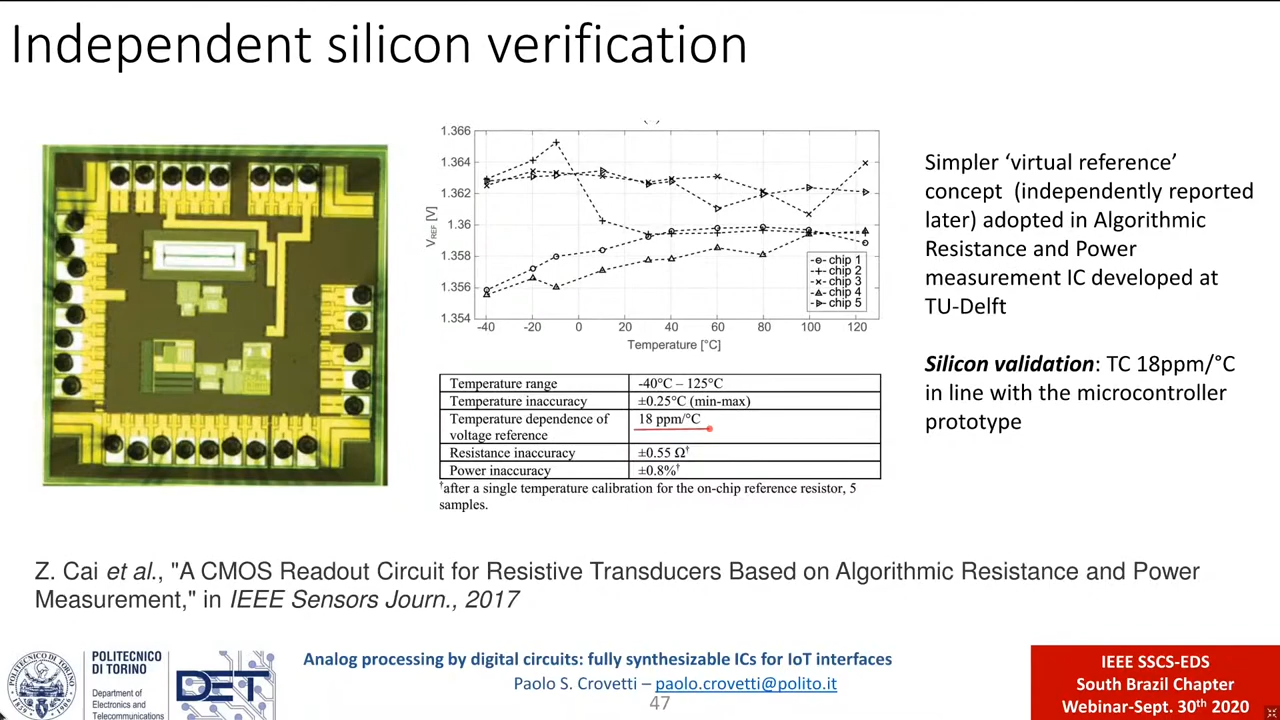 Independent silicon verification
1.366
1.364
1.362
1.36
1.358
1.356
1.354
VREF [V]
-40
-20
0
20
40
60
80
100
120
Temperature [°C]
chip 1
chip 2
chip 3
chip 4
chip 5
Temperature range -40°C – 125°C
Temperature inaccuracy ±0.25°C (min-max)
Temperature dependence of 18 ppm/°C
voltage reference
Resistance inaccuracy ±0.55 Ω†
Power inaccuracy ±0.8%†
†after a single temperature calibration for the on-chip reference resistor, 5
samples.
Simpler ‘virtual reference’
concept (independently reported
later) adopted in Algorithmic
Resistance and Power
measurement IC developed at
TU-Delft
Silicon validation: TC 18ppm/°C
in line with the microcontroller
prototype
Z. Cai et al., "A CMOS Readout Circuit for Resistive Transducers Based on Algorithmic Resistance and Power
Measurement," in IEEE Sensors Journ., 2017
POLITECNICO
DI TORINO
Department of
Electronics and
Telecommunications
DET
Analog processing by digital circuits: fully synthesizable ICs for IoT interfaces
Paolo S. Crovetti – paolo.crovetti@polito.it
47
IEEE SSCS-EDS
South Brazil Chapter
Webinar-Sept. 30th 2020